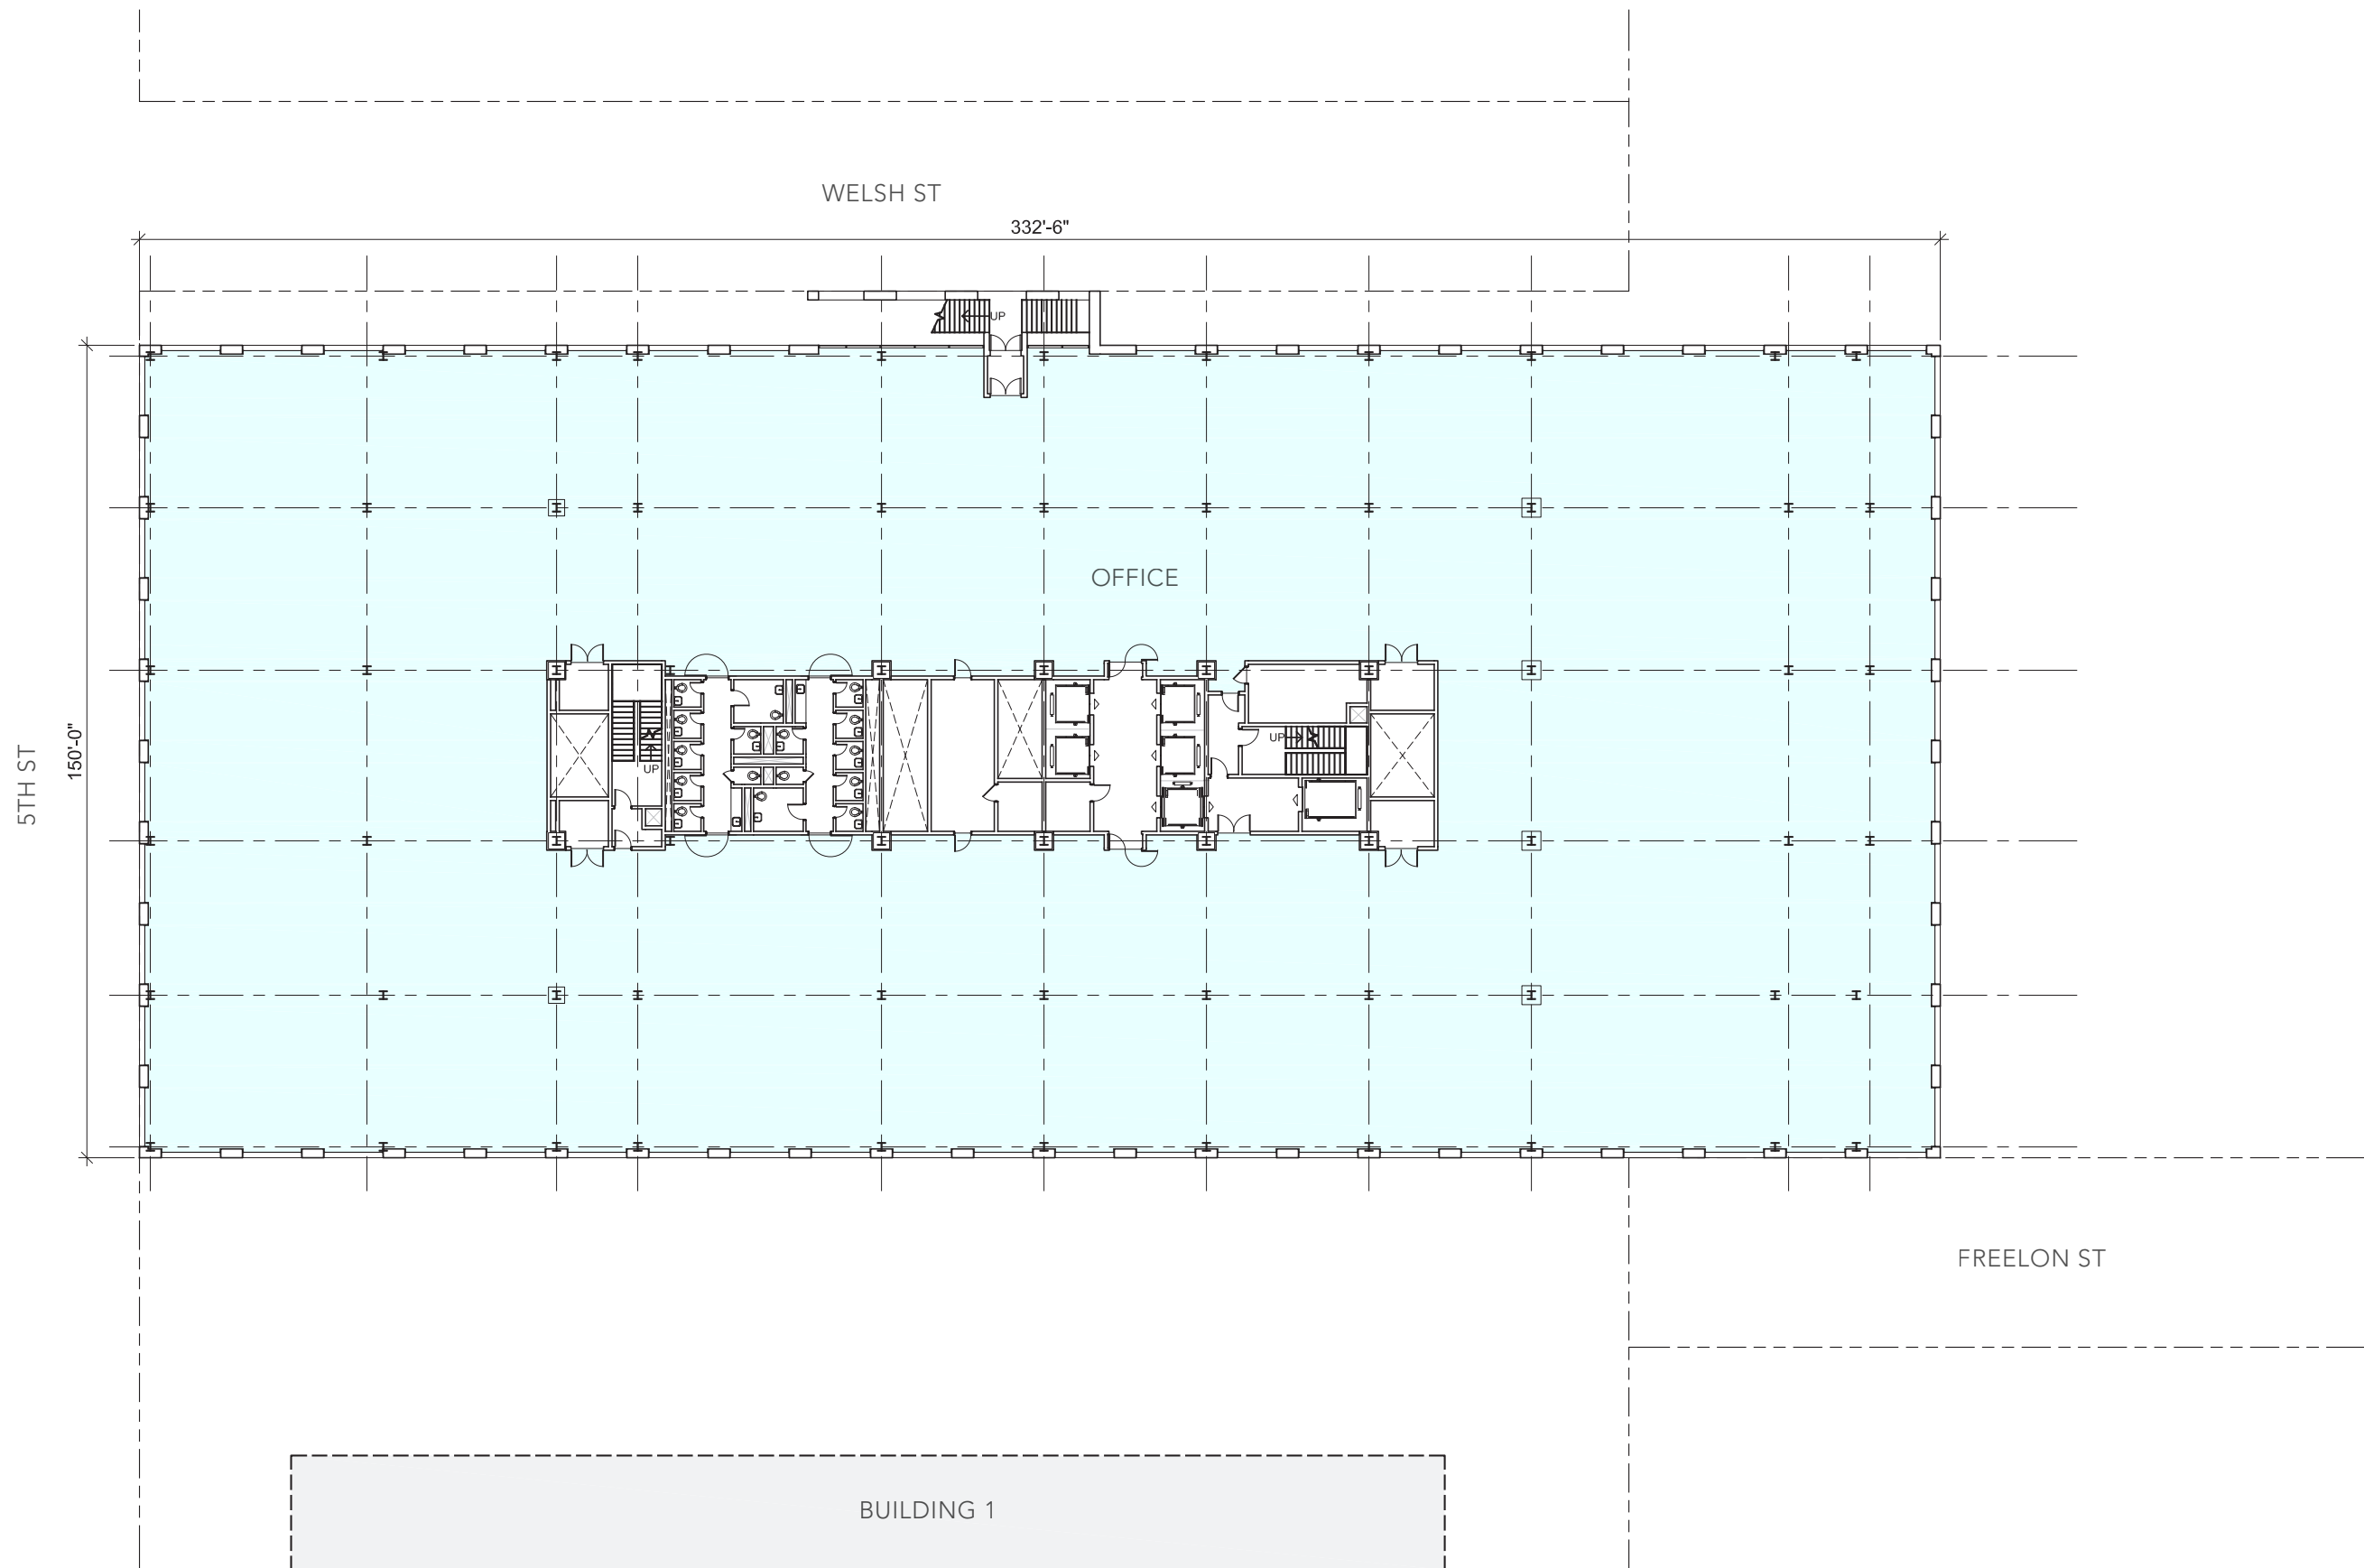 WELSH ST
332'-6"
UP
OFFICE
5TH ST
150'-0"
UP
UP
FREELON ST
BUILDING 1